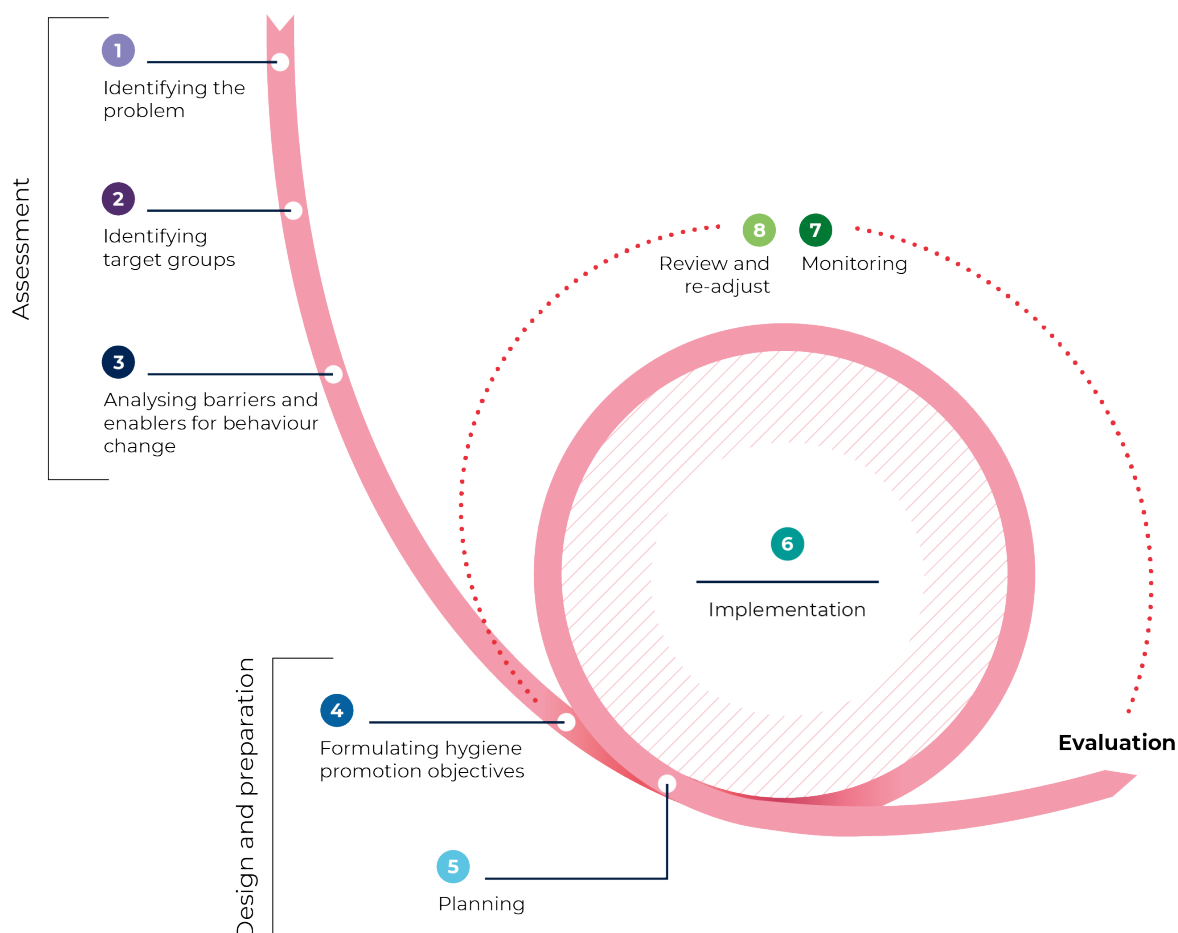 Assessment
1
Identifying the
problem
2
Identifying
target groups
3
Analysing barriers and
enablers for behaviour
change
8
Review and
re-adjust
7
Monitoring
6
Implementation
Design and preparation
4
Formulating hygiene
promotion objectives
5
Planning
Evaluation